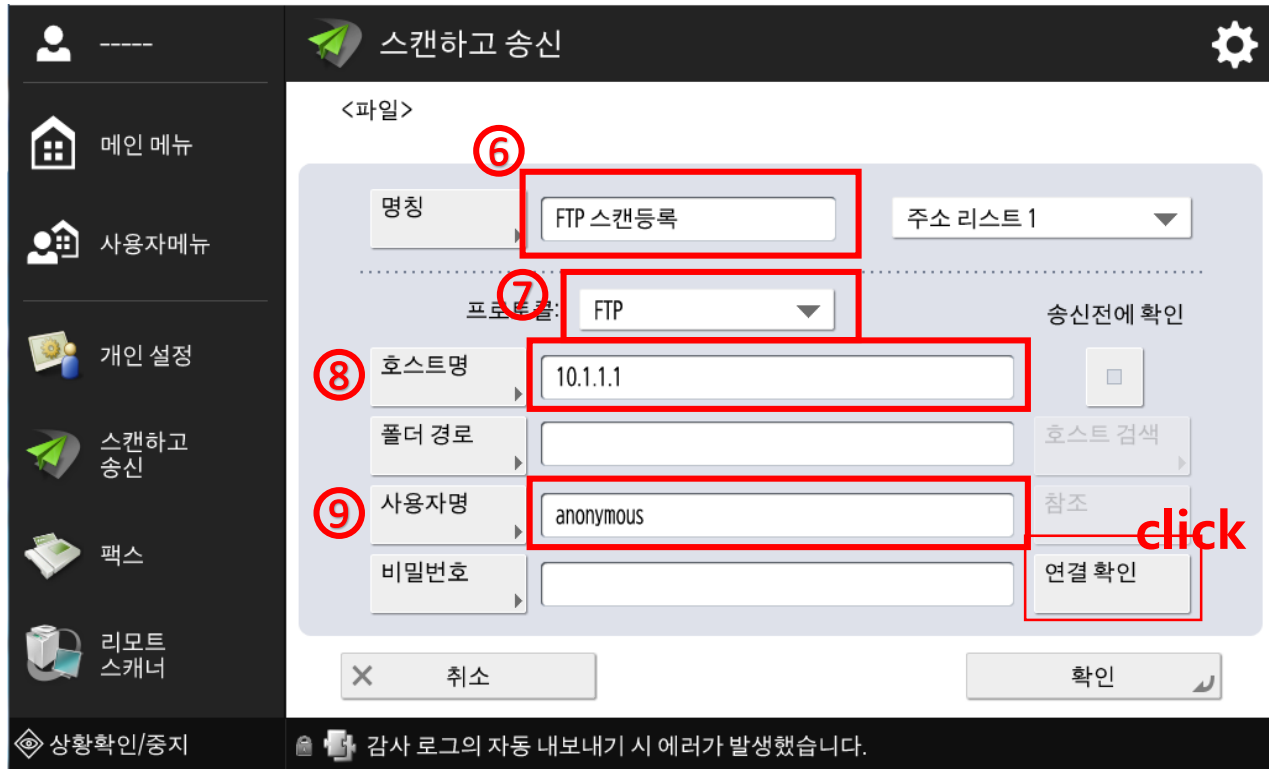 -----
스캔하고 송신
<파일>
메인 메뉴
사용자메뉴
개인 설정
스캔하고
송신
팩스
리모트
스캐너
⑥
명칭
FTP 스캔등록
주소 리스트 1
⑦
프로토콜:
FTP
송신전에 확인
⑧
호스트명
10.1.1.1
폴더 경로
호스트 검색
⑨
사용자명
anonymous
참조
click
비밀번호
연결 확인
취소
확인
상황확인/중지
감사 로그의 자동 내보내기 시 에러가 발생했습니다.